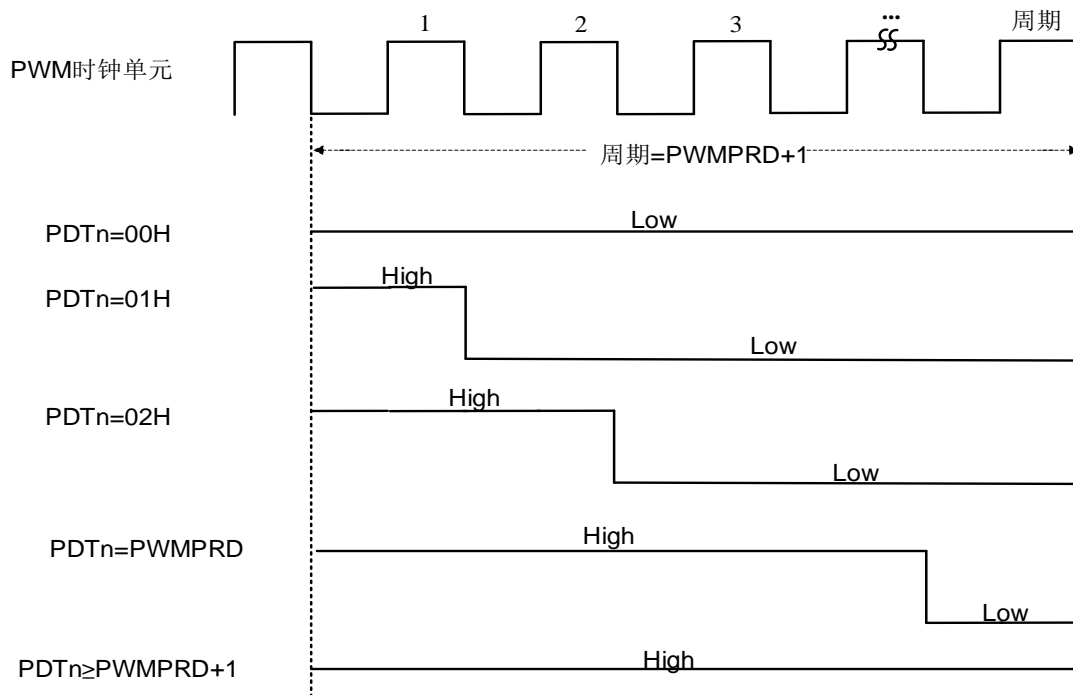 1 2 3 ... 周期
PWM时钟单元
周期=PWMPRD+1
PDTn=00H
Low
PDTn=01H
High
Low
PDTn=02H
High
Low
PDTn=PWMPRD
High
Low
PDTn≥PWMPRD+1
High